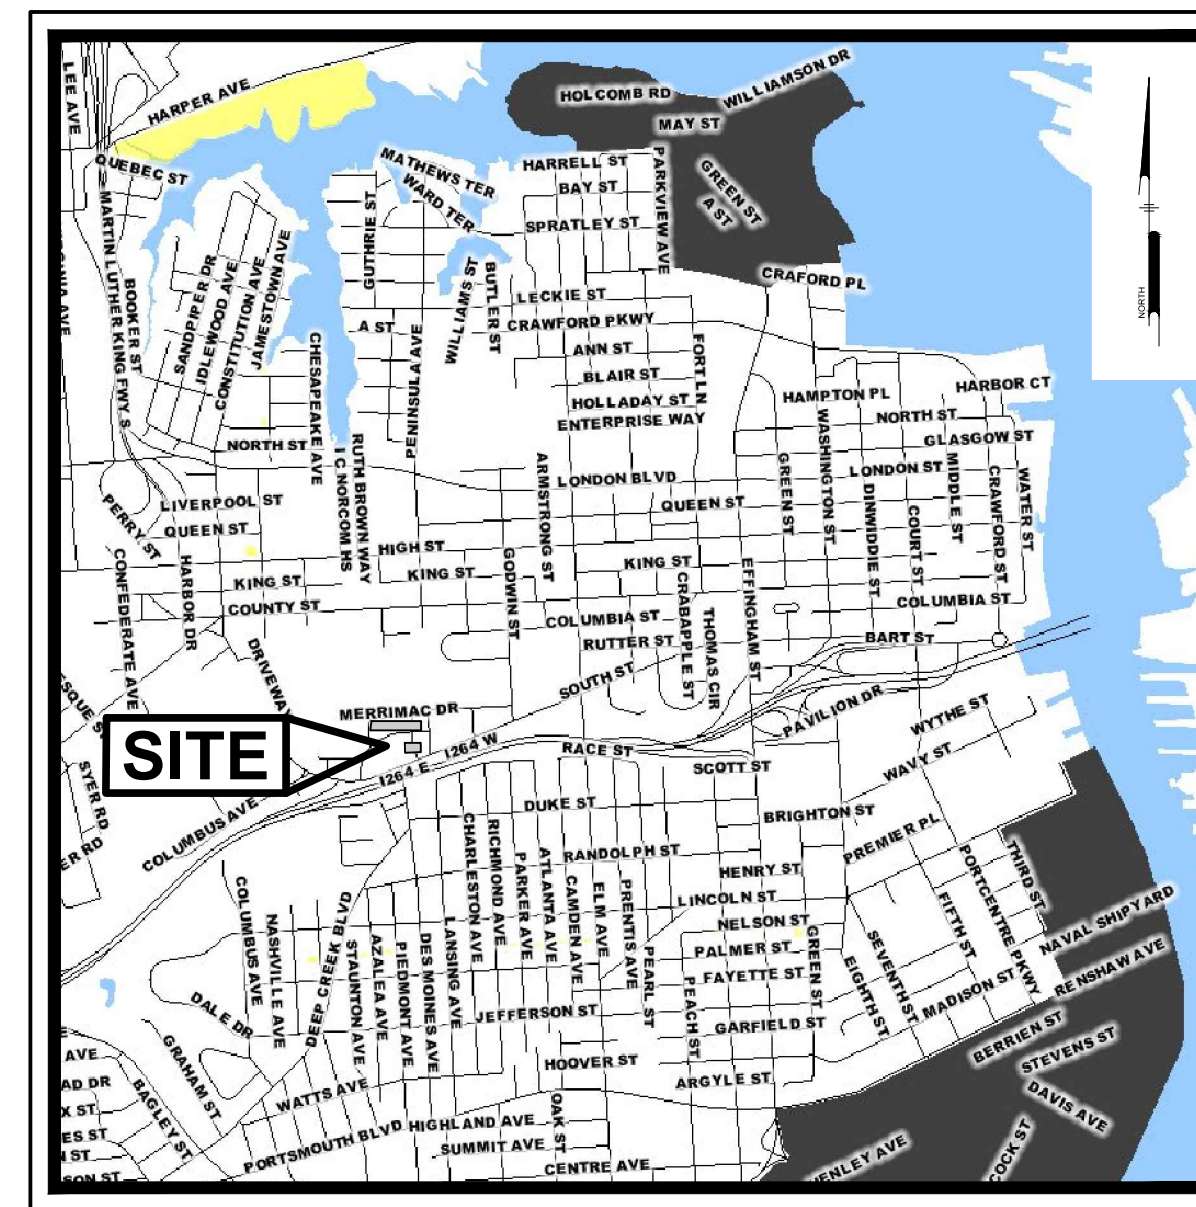 LEE AVE
HARPER AVE
HOLCOMB RD
WILLIAMSON DR
MAY ST
QUEBEC ST
MATHEWS TER
WARD TER
HARRELL ST
BAY ST
SPRATLEY ST
PARKVIEW AVE
GREEN ST
A ST
CRAFORD PL
NORTH
MARTIN LUTHER KING FWY S
BOOKER ST
SANDPIPER DR
IDLEWOOD AVE
CONSTITUTION AVE
JAMESTOWN AVE
GUTHRIE ST
WILLIAMS ST
BUTLER ST
LECKIE ST
CRAWFORD PKWY
A ST
PENINSULA AVE
ANN ST
BLAIR ST
HOLLADAY ST
ENTERPRISE WAY
FORT LN
CHESAPEAKE AVE
HAMPTON PL
HARBOR CT
NORTH ST
GLASGOW ST
WASHINGTON ST
NORTH ST
I C NORCOM HS
RUTH BROWN WAY
ARMSTRONG ST
LONDON BLVD
GREEN ST
LONDON ST
MIDDLE ST
CRAWFORD ST
WATER ST
PERRY ST
LIVERPOOL ST
QUEEN ST
QUEEN ST
DINWIDDIE ST
COURT ST
HIGH ST
KING ST
KING ST
KING ST
GODWIN ST
CONFEDERATE AVE
HARBOR DR
COUNTY ST
COLUMBIA ST
RUTTER ST
CRABAPPLE ST
THOMAS CIR
EFFINGHAM ST
COLUMBIA ST
BART ST
DRIVEWAY
SOUTH ST
MERRIMAC DR
PAVILION DR
WYTHE ST
SITE
I264 W
I264 E
RACE ST
SCOTT ST
WAVY ST
SYER RD
COLUMBUS AVE
DUKE ST
BRIGHTON ST
PREMIER PL
ER RD
CHARLESTON AVE
RICHMOND AVE
PARKER AVE
ATLANTA AVE
CAMDEN AVE
ELM AVE
PRENTIS AVE
RANDOLPH ST
HENRY ST
LINCOLN ST
NELSON ST
PALMER ST
FAYETTE ST
GARFIELD ST
GREEN ST
THIRD ST
PORTCENTRE PKWY
FIFTH ST
SEVENTH ST
EIGHTH ST
NAVAL SHIPYARD
RENSHAW AVE
MADISON ST
COLUMBUS AVE
NASHVILLE AVE
DEEP CREEK BLVD
STAUNTON AVE
AZALEA AVE
PIEDMONT AVE
DES MOINES AVE
LANSING AVE
PEARL ST
PEACH ST
JEFFERSON ST
DALE DR
GRAHAM ST
BAGLEY ST
HOOVER ST
ARGYLE ST
BERRIEN ST
STEVENS ST
DAVIS AVE
AVE
AD DR
X ST
ES ST
N ST
SON ST
WATTS AVE
PORTSMOUTH BLVD
HIGHLAND AVE
OAK ST
SUMMIT AVE
CENTRE AVE
HENLEY AVE
COCK ST